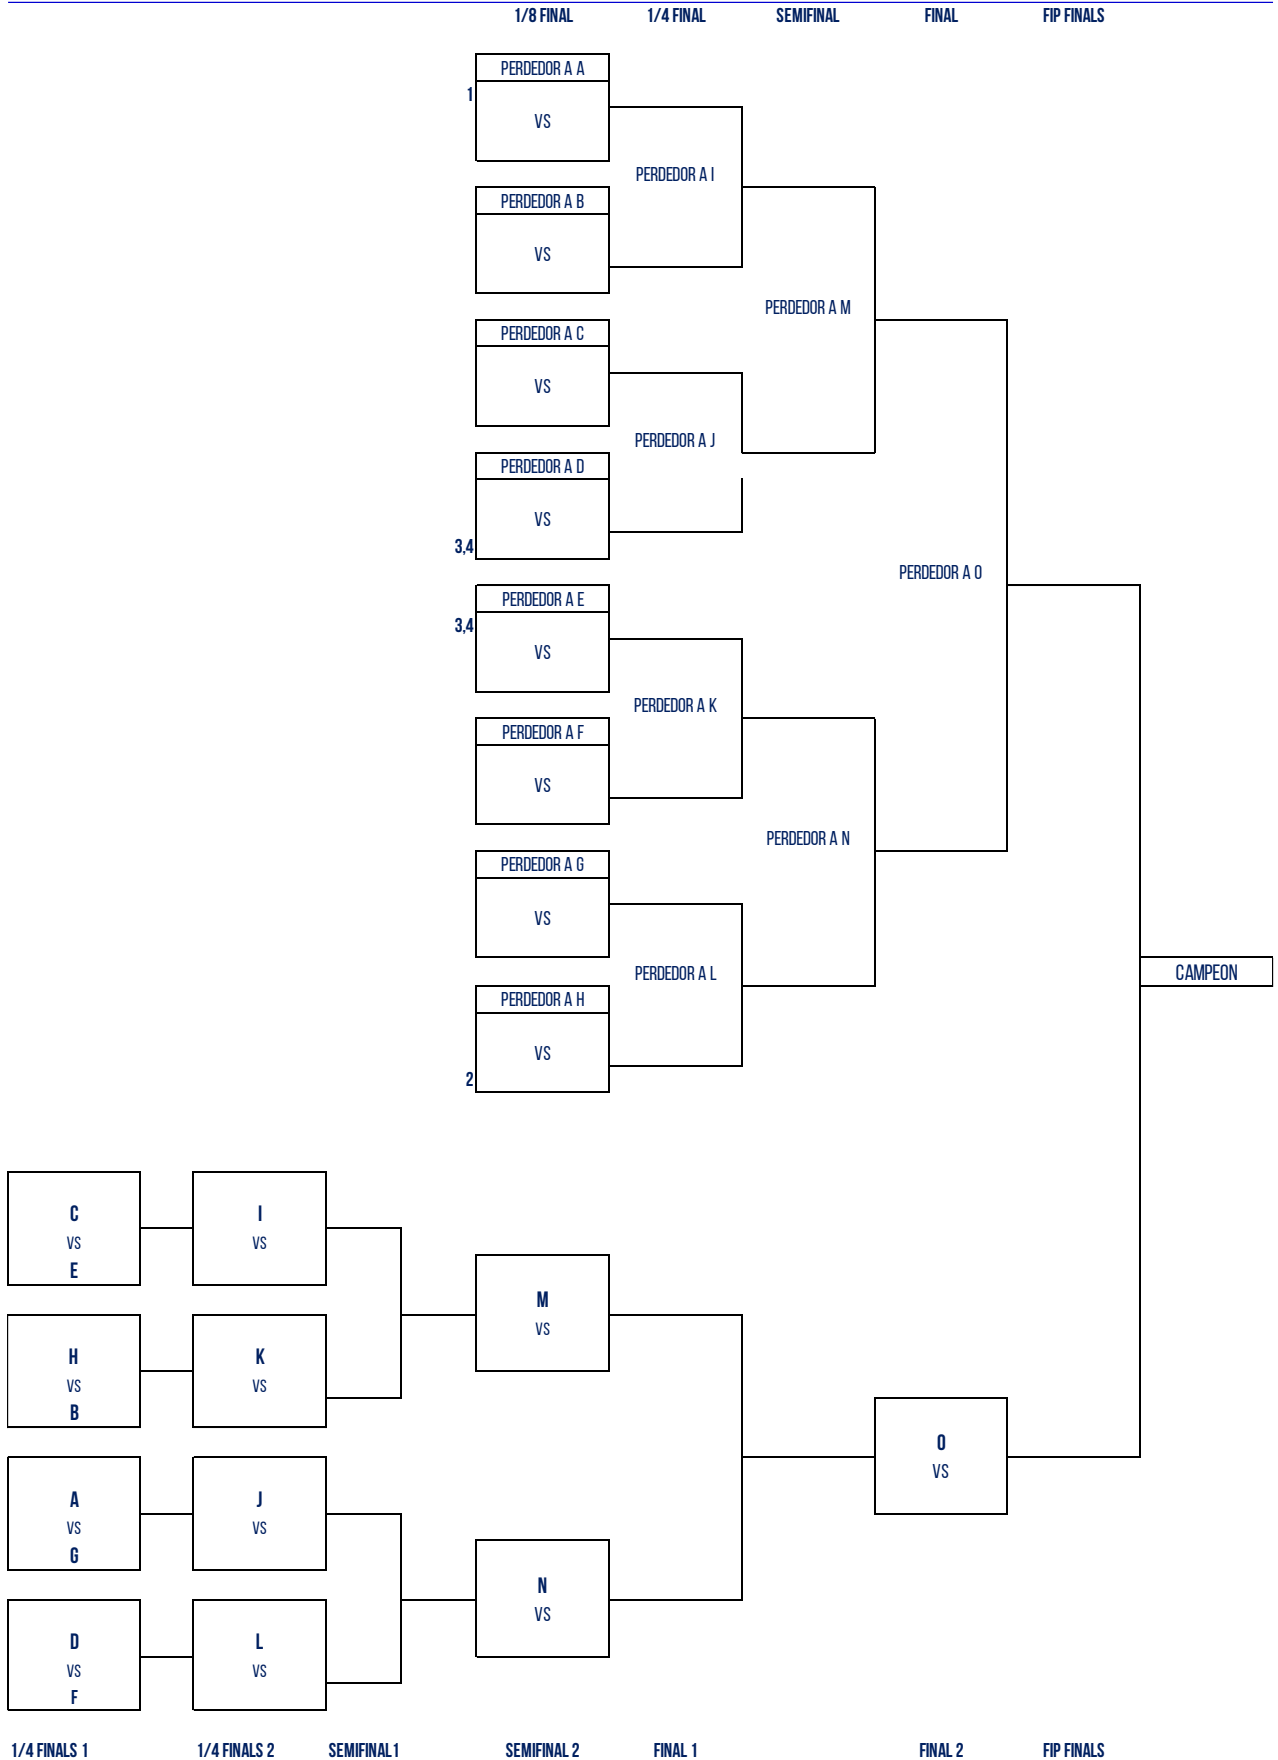 1/8 FINAL 1/4 FINAL SEMIFINAL FINAL FIP FINALS
PERDEDOR A A
1
VS
PERDEDOR A I
PERDEDOR A B
VS
PERDEDOR A M
PERDEDOR A C
VS
PERDEDOR A J
PERDEDOR A D
VS
3,4
PERDEDOR A O
PERDEDOR A E
3,4
VS
PERDEDOR A K
PERDEDOR A F
VS
PERDEDOR A N
PERDEDOR A G
VS
PERDEDOR A L
CAMPEON
PERDEDOR A H
VS
2
C
VS
E
I
VS
H
VS
B
K
VS
M
VS
A
VS
G
J
VS
O
VS
D
VS
F
L
VS
N
VS
1/4 FINALS 1 1/4 FINALS 2 SEMIFINAL1 SEMIFINAL 2 FINAL 1 FINAL 2 FIP FINALS